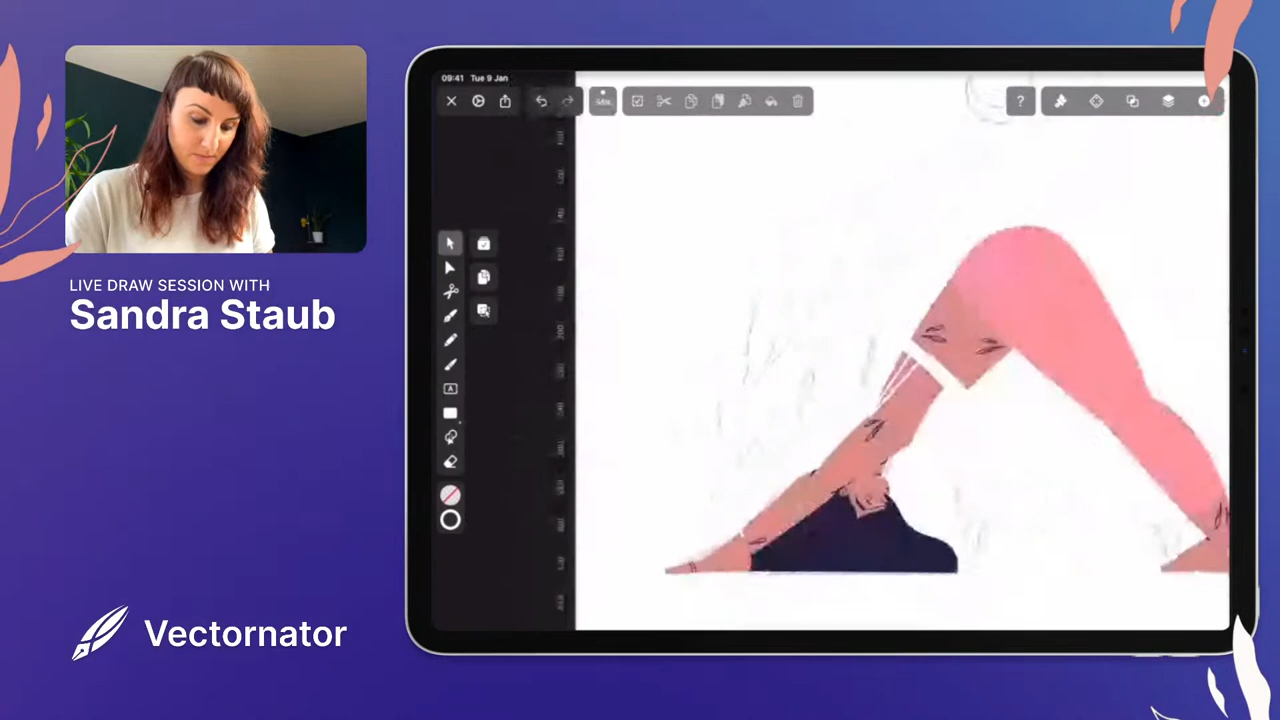 09:41 Tue 9 Jan
?
A
LIVE DRAW SESSION WITH
Sandra Staub
Vectornator